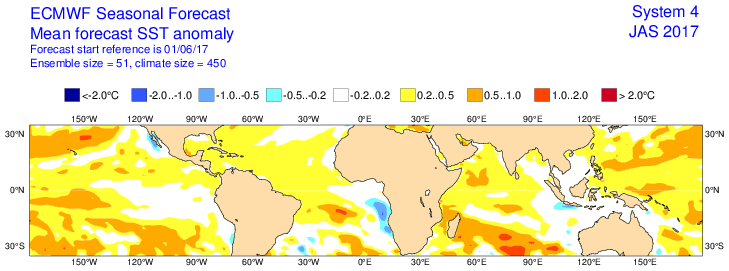 ECMWF Seasonal Forecast
System 4
Mean forecast SST anomaly
JAS 2017
Forecast start reference is 01/06/17
Ensemble size = 51, climate size = 450
<-2.0°C -2.0..-1.0 -1.0..-0.5 -0.5..-0.2 -0.2..0.2 0.2..0.5 0.5..1.0 1.0..2.0 > 2.0°C
150°W 120°W 90°W 60°W 30°W 0°E 30°E 60°E 90°E 120°E 150°E
30°N 30°N
0°N 0°N
30°S 30°S
150°W 120°W 90°W 60°W 30°W 0°E 30°E 60°E 90°E 120°E 150°E